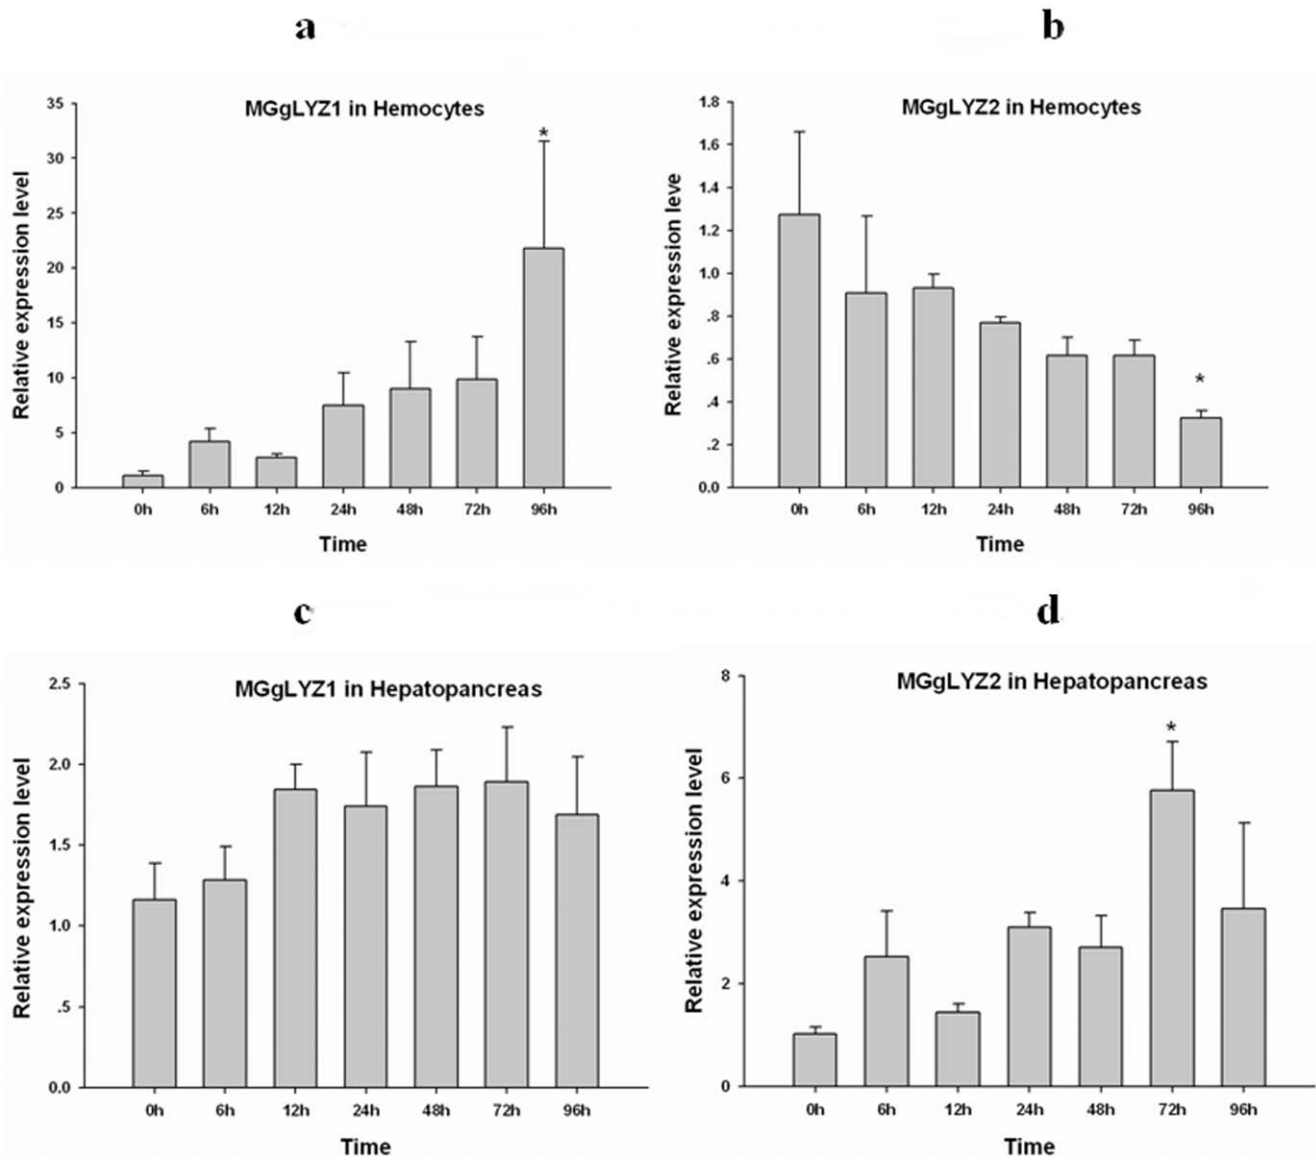 a
MGgLYZ1 in Hemocytes
Relative expression level
35
30
25
20
15
10
5
0
*
0h 6h 12h 24h 48h 72h 96h
Time
b
MGgLYZ2 in Hemocytes
Relative expression leve
1.8
1.6
1.4
1.2
1.0
.8
.6
.4
.2
0.0
*
0h 6h 12h 24h 48h 72h 96h
Time
c
MGgLYZ1 in Hepatopancreas
Relative expression level
2.5
2.0
1.5
1.0
.5
0.0
0h 6h 12h 24h 48h 72h 96h
Time
d
MGgLYZ2 in Hepatopancreas
Relative expression level
8
6
4
2
0
*
0h 6h 12h 24h 48h 72h 96h
Time